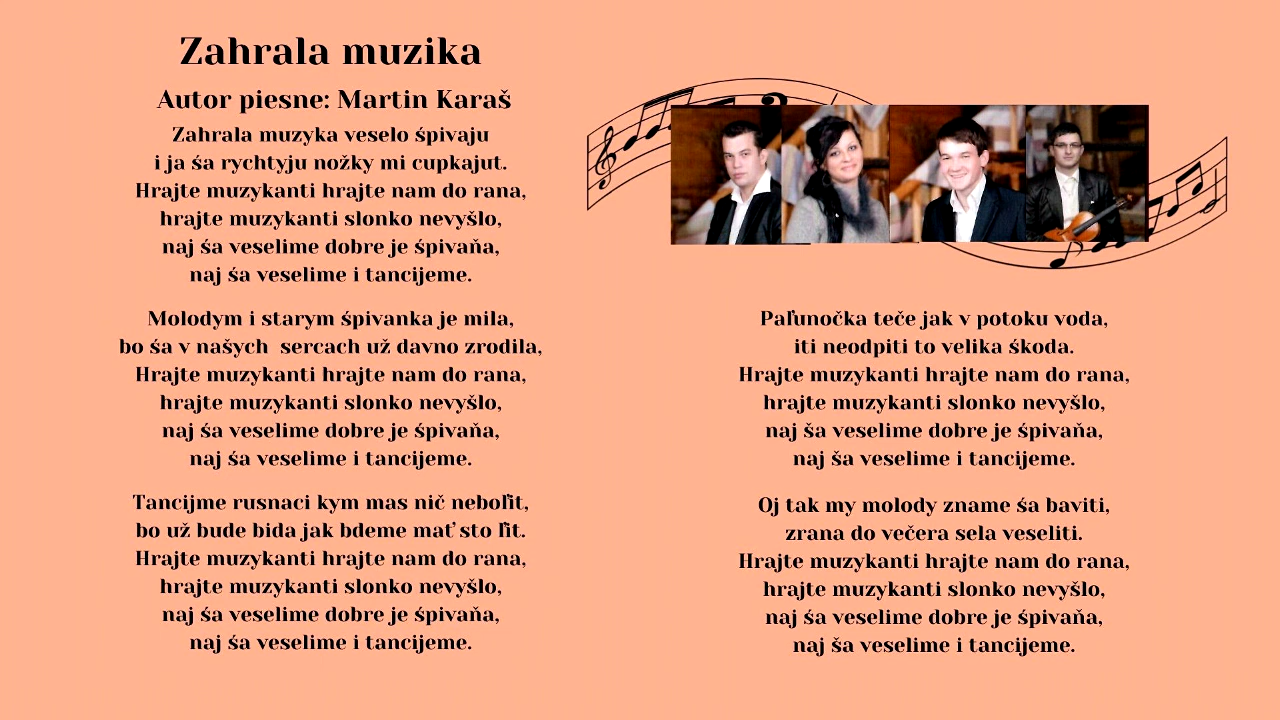 Zahrala muzika
Autor piesne: Martin Karaš
Zahrala muzyka veselo śpivaju
i ja śa rychtyju nožky mi cupkajut.
Hrajte muzykanti hrajte nam do rana,
hrajte muzykanti slonko nevyšlo,
naj śa veselime dobre je śpivaňa,
naj śa veselime i tancijeme.
Molodym i starym śpivanka je mila,
bo śa v našych  sercach už davno zrodila,
Hrajte muzykanti hrajte nam do rana,
hrajte muzykanti slonko nevyšlo,
naj śa veselime dobre je śpivaňa,
naj śa veselime i tancijeme.
Tancijme rusnaci kym mas nič neboľit,
bo už bude bida jak bdeme mať sto ľit.
Hrajte muzykanti hrajte nam do rana,
hrajte muzykanti slonko nevyšlo,
naj śa veselime dobre je śpivaňa,
naj śa veselime i tancijeme.
Paľunočka teče jak v potoku voda,
iti neodpiti to velika śkoda.
Hrajte muzykanti hrajte nam do rana,
hrajte muzykanti slonko nevyšlo,
naj ša veselime dobre je śpivaňa,
naj ša veselime i tancijeme.
Oj tak my molody zname śa baviti,
zrana do večera sela veseliti.
Hrajte muzykanti hrajte nam do rana,
hrajte muzykanti slonko nevyšlo,
naj śa veselime dobre je śpivaňa,
naj ša veselime i tancijeme.